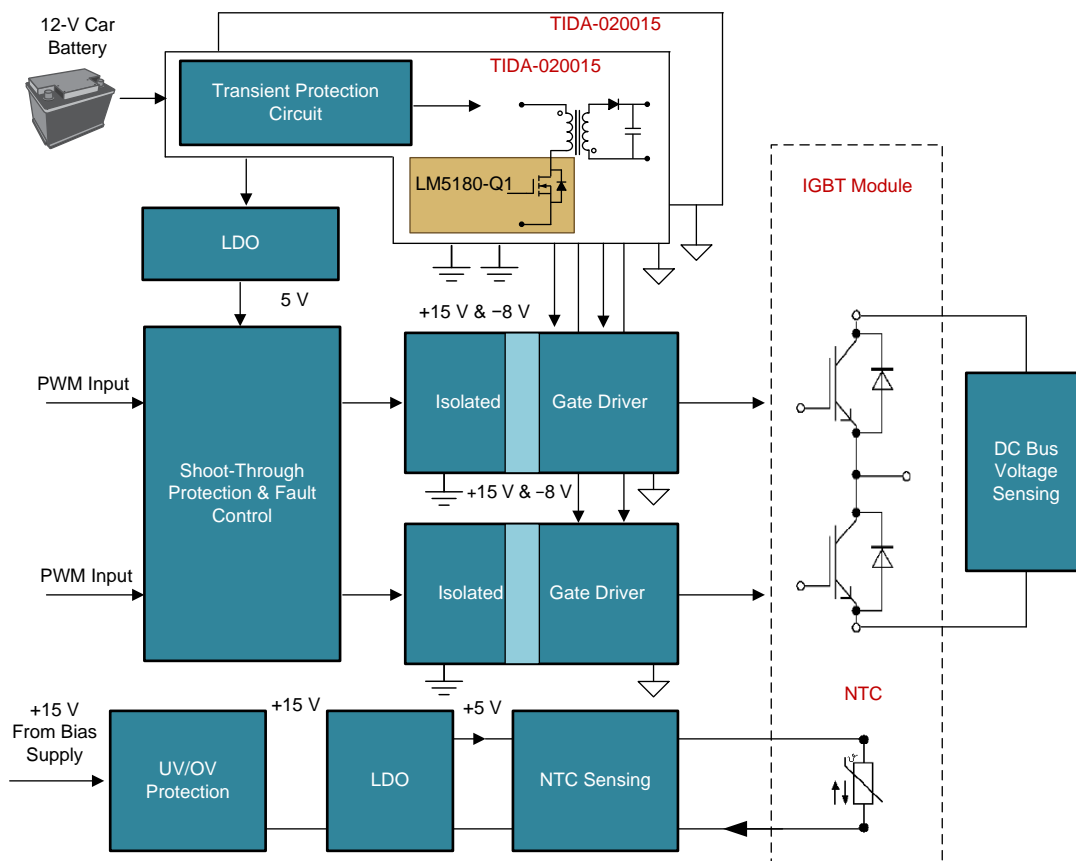 12-V Car
Battery
TIDA-020015
TIDA-020015
Transient Protection
Circuit
LM5180-Q1
IGBT Module
LDO
5 V
+15 V & −8 V
PWM Input
Isolated
Gate Driver
Shoot-Through
Protection & Fault
Control
DC Bus
Voltage
Sensing
+15 V & −8 V
PWM Input
Isolated
Gate Driver
NTC
+15 V
From Bias
Supply
+15 V
+5 V
UV/OV
Protection
LDO
NTC Sensing